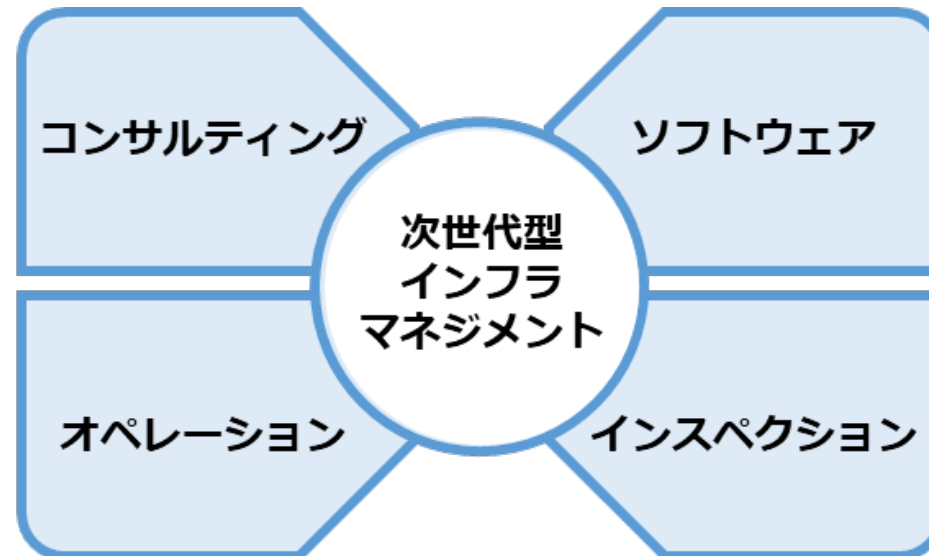 コンサルティング
ソフトウェア
次世代型
インフラ
マネジメント
オペレーション
インスペクション